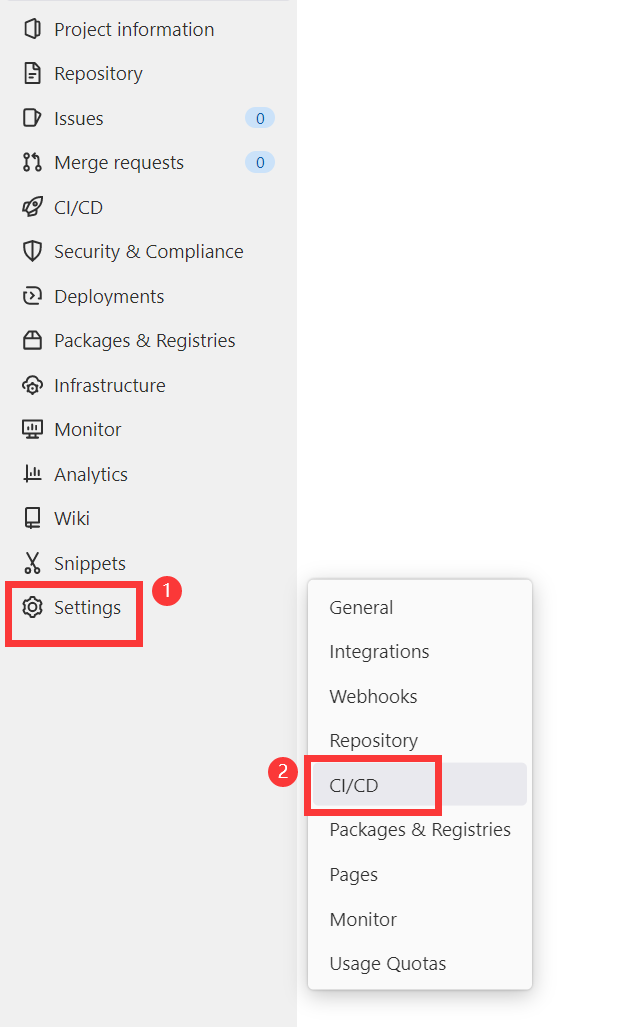 Project information
Repository
Issues 0
Merge requests 0
CI/CD
Security & Compliance
Deployments
Packages & Registries
Infrastructure
Monitor
Analytics
Wiki
Snippets
Settings 1
General
Integrations
Webhooks
Repository
2 CI/CD
Packages & Registries
Pages
Monitor
Usage Quotas